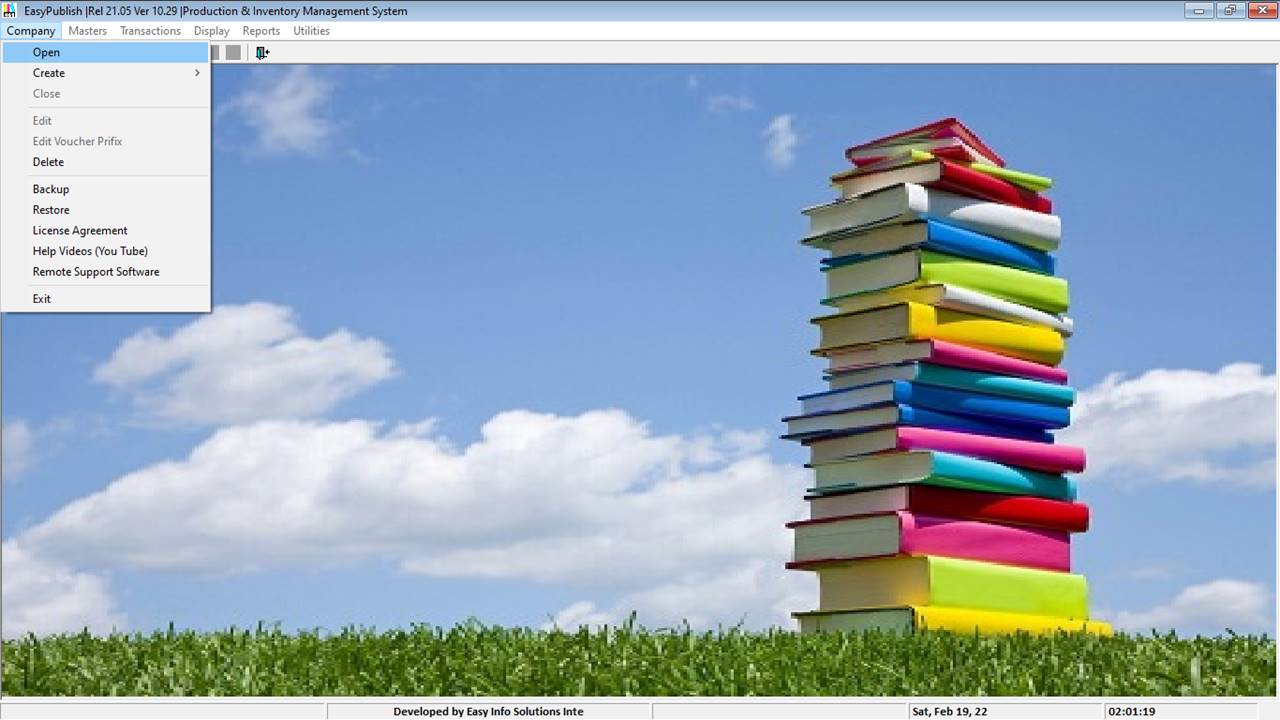 EasyPublish |Rel 21.05 Ver 10.29 |Production & Inventory Management System
Company Masters Transactions Display Reports Utilities
Open
Create
Close
Edit
Edit Voucher Prifix
Delete
Backup
Restore
License Agreement
Help Videos (You Tube)
Remote Support Software
Exit
Developed by Easy Info Solutions Inte Sat, Feb 19, 22 02:01:19